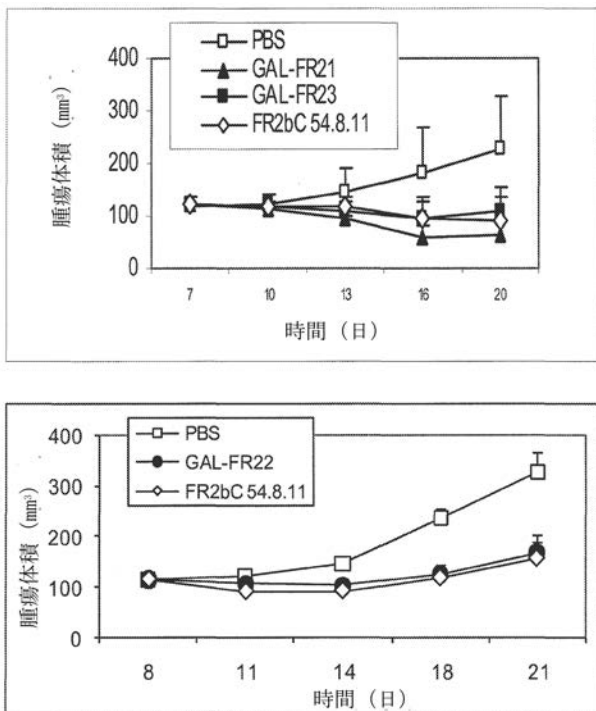 400
300
200
100
0
腫瘍体積（mm³）
PBS
GAL-FR21
GAL-FR23
FR2bC 54.8.11
7 10 13 16 20
時間（日）
400
300
200
100
0
腫瘍体積（mm³）
PBS
GAL-FR22
FR2bC 54.8.11
8 11 14 18 21
時間（日）